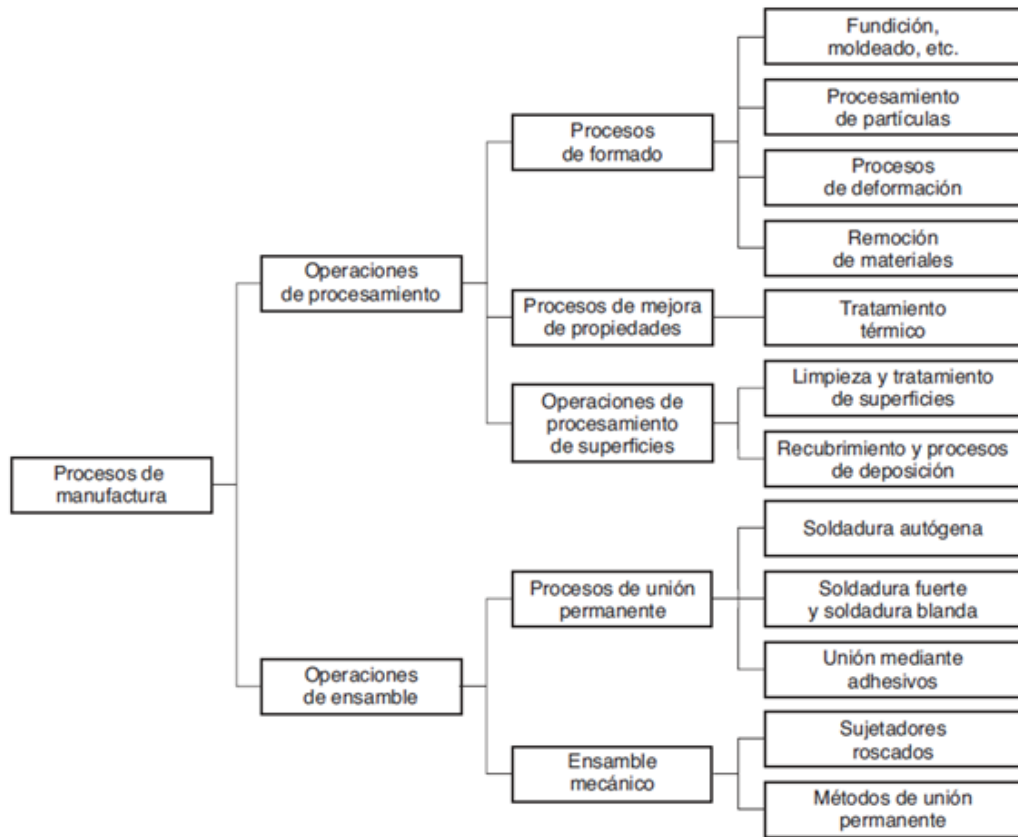 Fundición,
moldeado, etc.
Procesamiento
de partículas
Procesos
de formado
Procesos
de deformación
Remoción
de materiales
Operaciones
de procesamiento
Procesos de mejora
de propiedades
Tratamiento
térmico
Limpieza y tratamiento
de superficies
Operaciones de
procesamiento
de superficies
Recubrimiento y procesos
de deposición
Procesos de
manufactura
Soldadura autógena
Procesos de unión
permanente
Soldadura fuerte
y soldadura blanda
Unión mediante
adhesivos
Operaciones
de ensamble
Sujetadores
roscados
Ensamble
mecánico
Métodos de unión
permanente